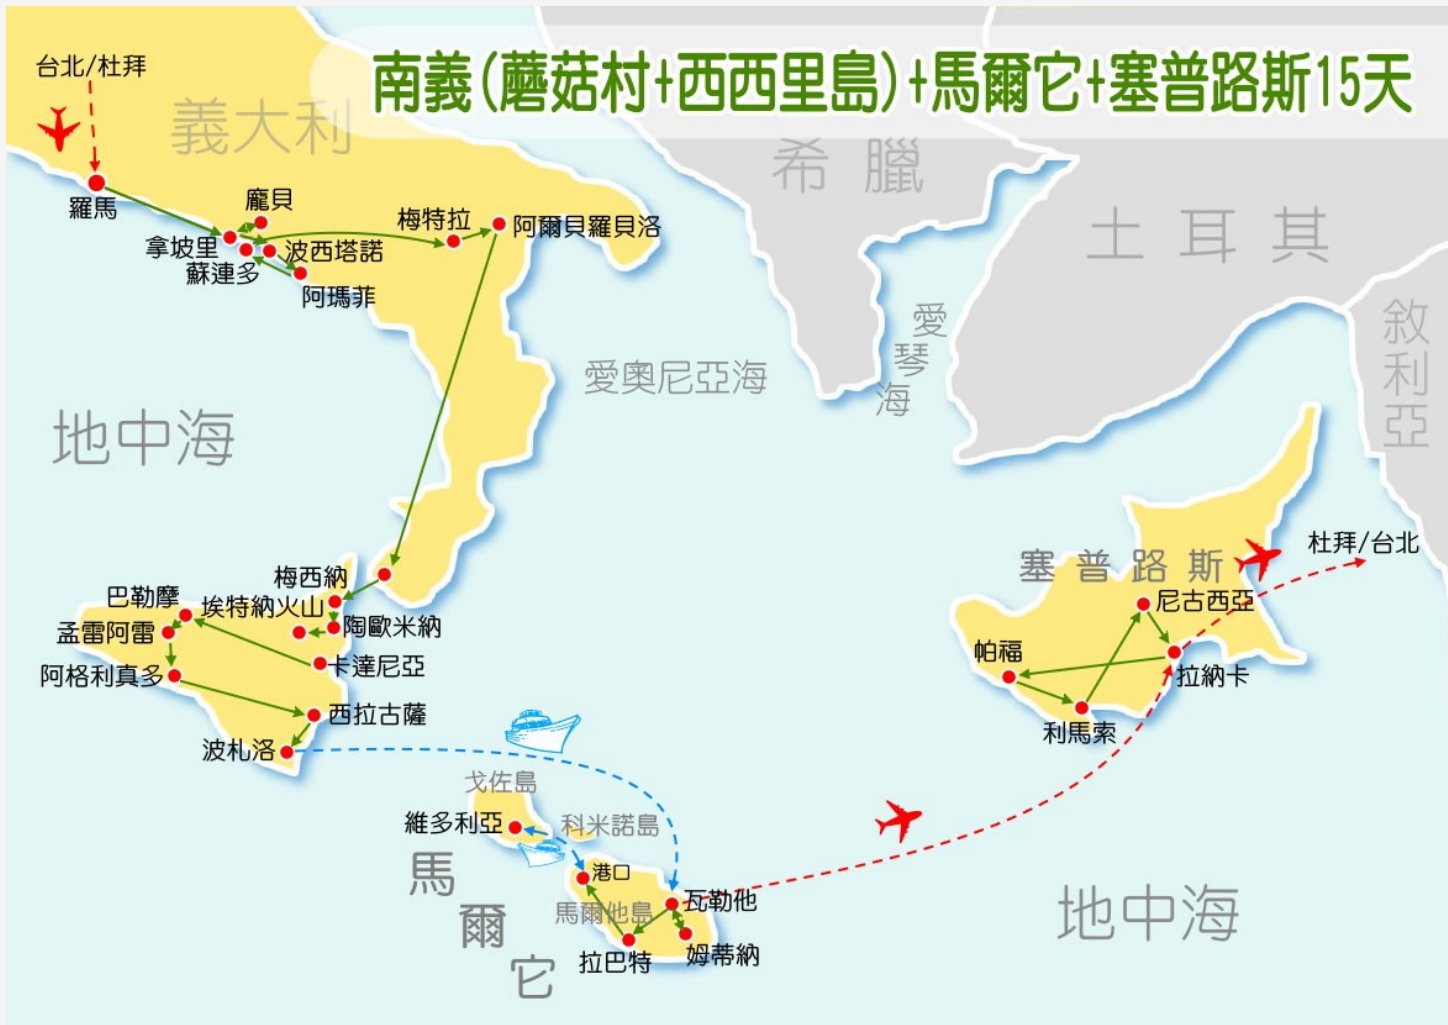 南義(蘑菇村+西西里島)+馬爾它+塞普路斯15天
台北/杜拜
義大利
希臘
土耳其
敘利亞
羅馬
龐貝
拿坡里
波西塔諾
蘇連多
阿瑪菲
梅特拉
阿爾貝羅貝洛
愛琴海
愛奧尼亞海
地中海
梅西納
巴勒摩
埃特納火山
孟雷阿雷
陶歐米納
阿格利真多
卡達尼亞
西拉古薩
波札洛
塞普路斯
杜拜/台北
尼古西亞
帕福
拉納卡
利馬索
戈佐島
維多利亞
科米諾島
馬爾它
港口
馬爾他島
瓦勒他
拉巴特
姆蒂納
地中海